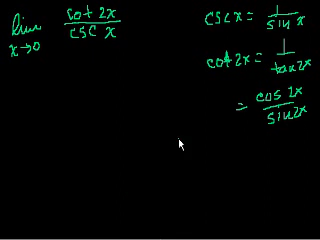 lim x→0 cot 2x / csc x
csc x = 1 / sin x
cot 2x = 1 / tan 2x
= cos 2x / sin 2x